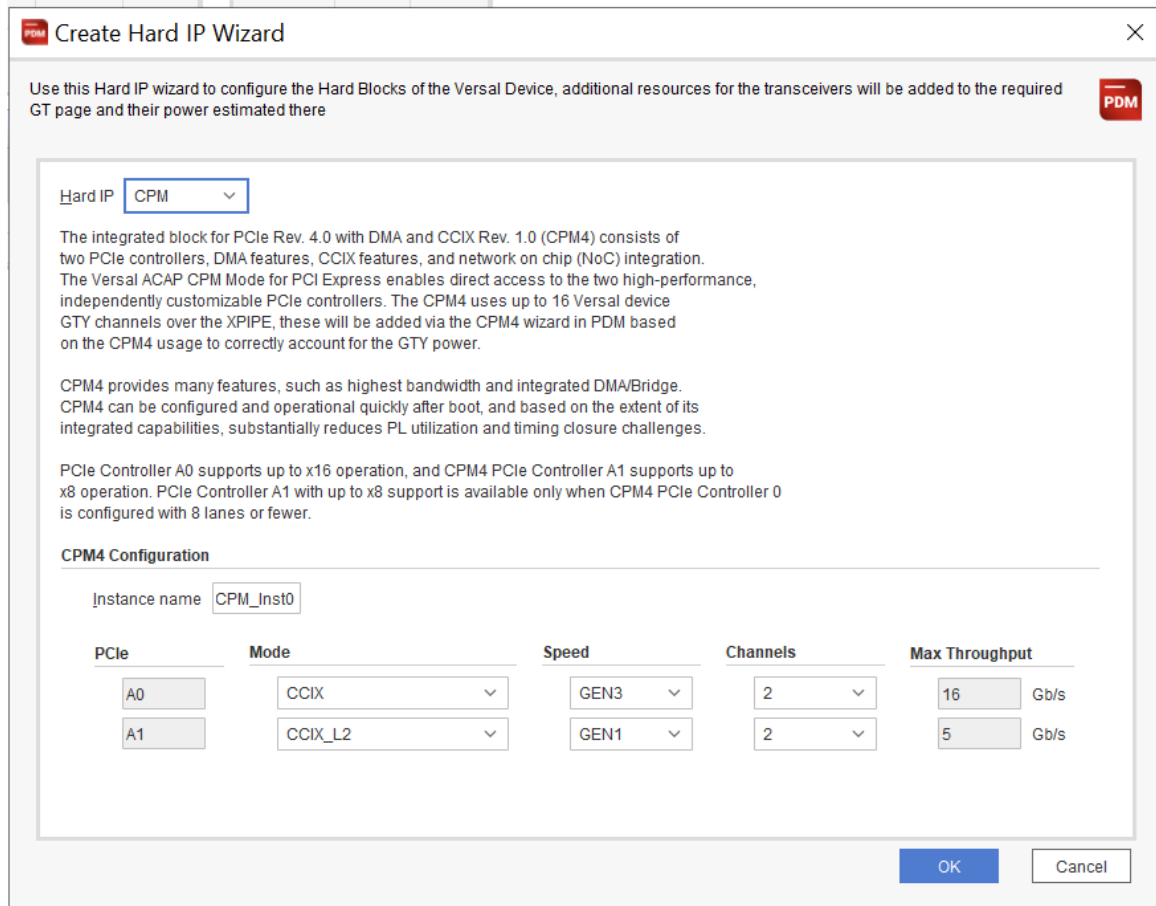 PDM Create Hard IP Wizard
Use this Hard IP wizard to configure the Hard Blocks of the Versal Device, additional resources for the transceivers will be added to the required
GT page and their power estimated there
PDM
Hard IP CPM
The integrated block for PCIe Rev. 4.0 with DMA and CCIX Rev. 1.0 (CPM4) consists of
two PCIe controllers, DMA features, CCIX features, and network on chip (NoC) integration.
The Versal ACAP CPM Mode for PCI Express enables direct access to the two high-performance,
independently customizable PCIe controllers. The CPM4 uses up to 16 Versal device
GTY channels over the XPIPE, these will be added via the CPM4 wizard in PDM based
on the CPM4 usage to correctly account for the GTY power.
CPM4 provides many features, such as highest bandwidth and integrated DMA/Bridge.
CPM4 can be configured and operational quickly after boot, and based on the extent of its
integrated capabilities, substantially reduces PL utilization and timing closure challenges.
PCIe Controller A0 supports up to x16 operation, and CPM4 PCIe Controller A1 supports up to
x8 operation. PCIe Controller A1 with up to x8 support is available only when CPM4 PCIe Controller 0
is configured with 8 lanes or fewer.
CPM4 Configuration
Instance name CPM_Inst0
PCIe Mode Speed Channels Max Throughput
A0 CCIX GEN3 2 16 Gb/s
A1 CCIX_L2 GEN1 2 5 Gb/s
OK Cancel